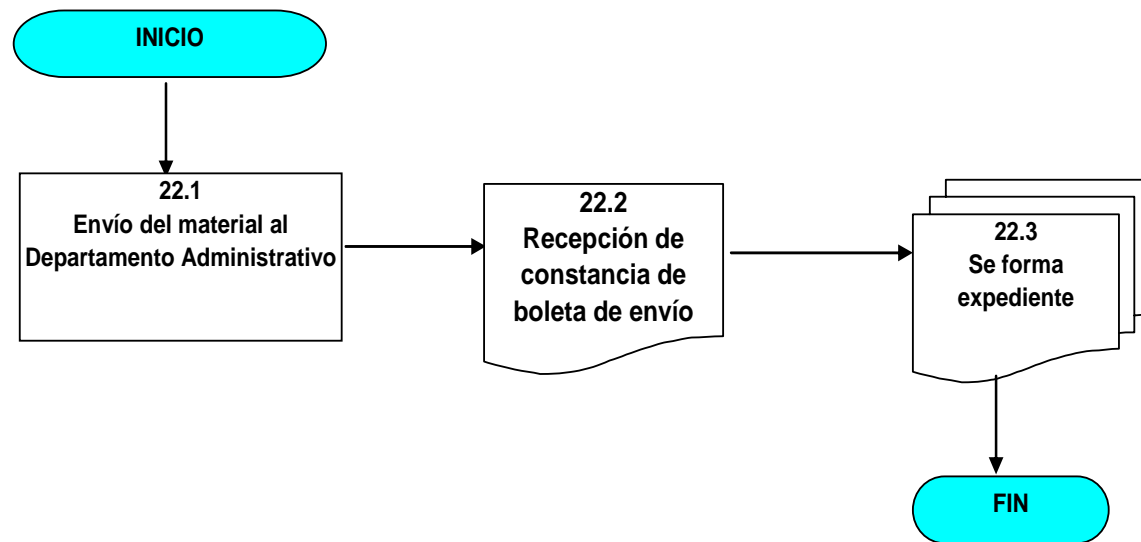 INICIO
22.1
Envío del material al
Departamento Administrativo
22.2
Recepción de
constancia de
boleta de envío
22.3
Se forma
expediente
FIN